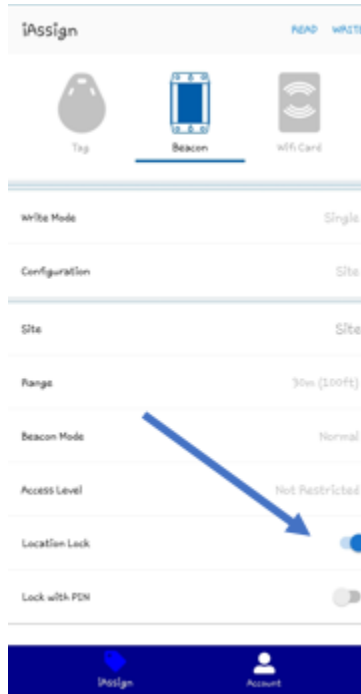 iAssign READ WRITE
Tag Beacon Wifi Card
Write Mode Single
Configuration Site
Site Site
Range 30m (100ft)
Beacon Mode Normal
Access Level Not Restricted
Location Lock
Lock with PIN
iAssign Account